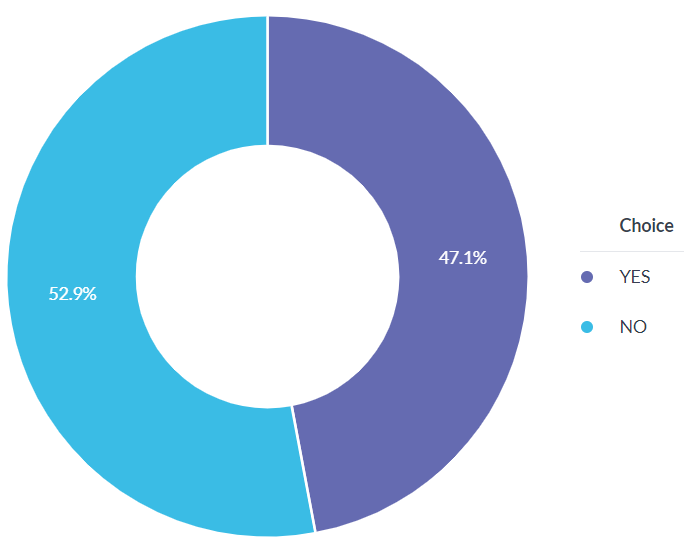 47.1%
52.9%
Choice
YES
NO